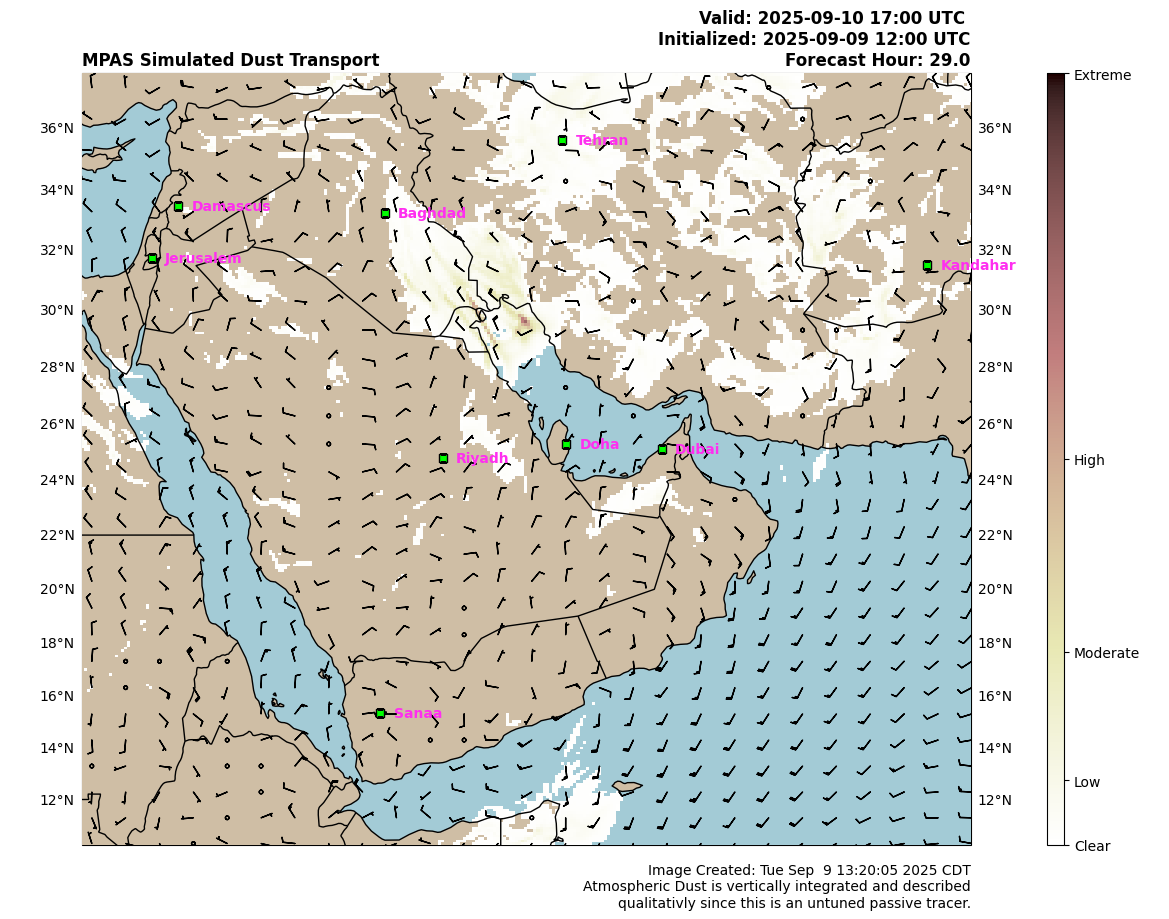 Valid: 2025-09-10 17:00 UTC
Initialized: 2025-09-09 12:00 UTC
MPAS Simulated Dust Transport
Forecast Hour: 29.0
Extreme
36°N
Tehran
36°N
34°N
34°N
Damascus
Baghdad
32°N
Jerusalem
32°N
Kandahar
30°N
30°N
28°N
28°N
26°N
26°N
Doha
Dubai
Riyadh
High
24°N
24°N
22°N
22°N
20°N
20°N
18°N
18°N
Moderate
16°N
16°N
Sanaa
14°N
14°N
Low
12°N
12°N
Clear
Image Created: Tue Sep  9 13:20:05 2025 CDT
Atmospheric Dust is vertically integrated and described
qualitativly since this is an untuned passive tracer.